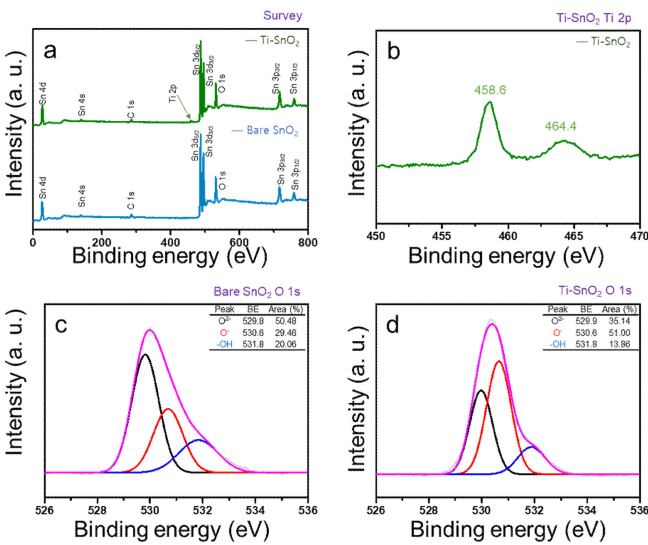 Survey
a
— Ti-SnO₂
Sn 4d
Sn 4s
C 1s
Ti 2p
Sn 3d5/2
Sn 3d3/2
O 1s
Sn 3p3/2
Sn 3p1/2
— Bare SnO₂
Sn 4d
Sn 4s
C 1s
Sn 3d5/2
Sn 3d3/2
O 1s
Sn 3p3/2
Sn 3p1/2
Intensity (a. u.)
0 200 400 600 800
Binding energy (eV)
Ti-SnO₂ Ti 2p
b
— Ti-SnO₂
458.6
464.4
Intensity (a. u.)
450 455 460 465 470
Binding energy (eV)
Bare SnO₂ O 1s
c
Peak BE Area (%)
O²⁻ 529.8 50.48
O⁻ 530.6 29.46
-OH 531.8 20.06
Intensity (a. u.)
526 528 530 532 534 536
Binding energy (eV)
Ti-SnO₂ O 1s
d
Peak BE Area (%)
O²⁻ 529.9 35.14
O⁻ 530.6 51.00
-OH 531.8 13.86
Intensity (a. u.)
526 528 530 532 534 536
Binding energy (eV)